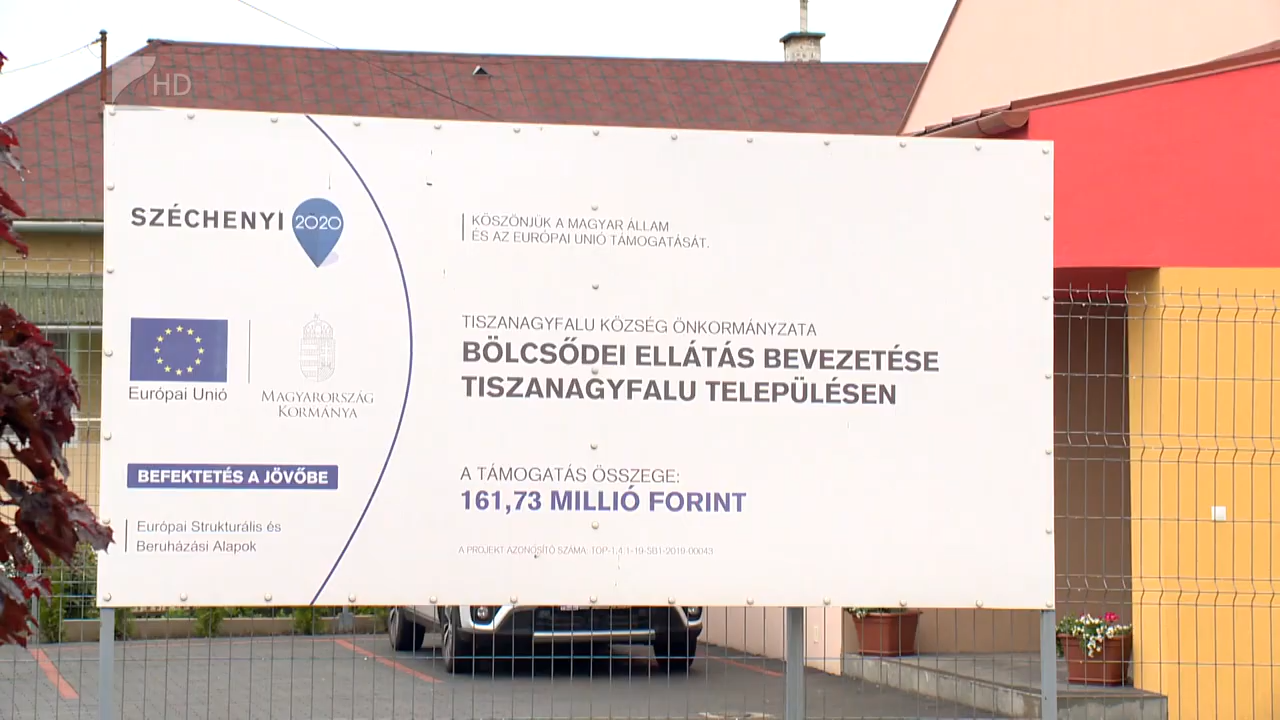 HD
SZÉCHENYI 2020
KÖSZÖNJÜK A MAGYAR ÁLLAM
ÉS AZ EURÓPAI UNIÓ TÁMOGATÁSÁT.
Európai Unió
MAGYARORSZÁG
KORMÁNYA
TISZANAGYFALU KÖZSÉG ÖNKORMÁNYZATA
BÖLCSŐDEI ELLÁTÁS BEVEZETÉSE
TISZANAGYFALU TELEPÜLÉSEN
BEFEKTETÉS A JÖVŐBE
A TÁMOGATÁS ÖSSZEGE:
161,73 MILLIÓ FORINT
Európai Strukturális és
Beruházási Alapok
A PROJEKT AZONOSÍTÓ SZÁMA: TOP-1.4.1-19-SB1-2019-00043